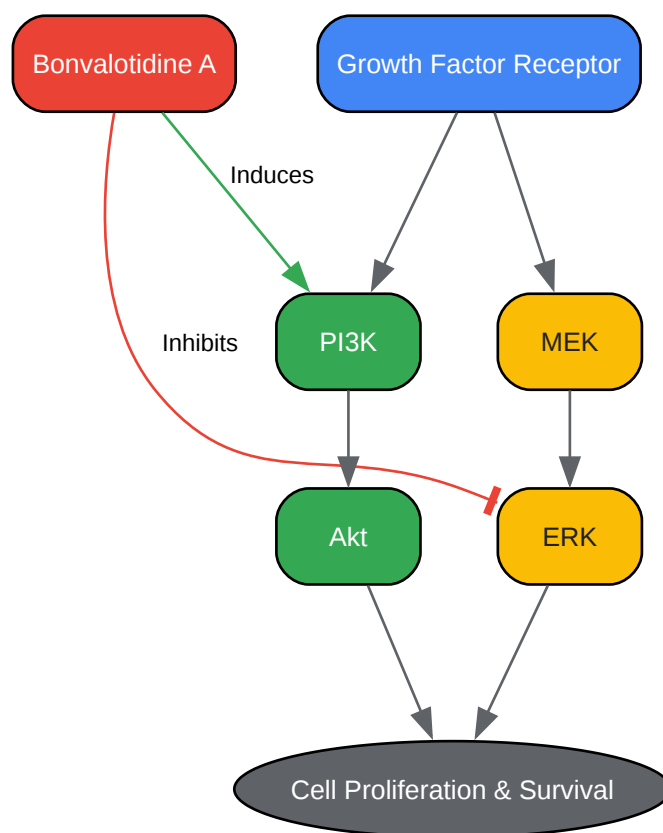 Bonvalotidine A
Growth Factor Receptor
Induces
Inhibits
PI3K
MEK
Akt
ERK
Cell Proliferation & Survival